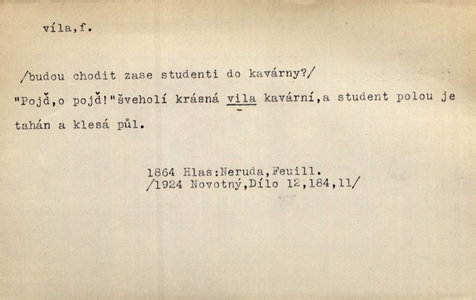 víla,f.
/budou chodit zase studenti do kavárny?/
"Pojď,o pojď!"šveholí krásná vila kavární,a student polou je
tahán a klesá půl.
1864 Hlas:Neruda,Feuill.
/1924 Novotný,Dílo 12,184,11/